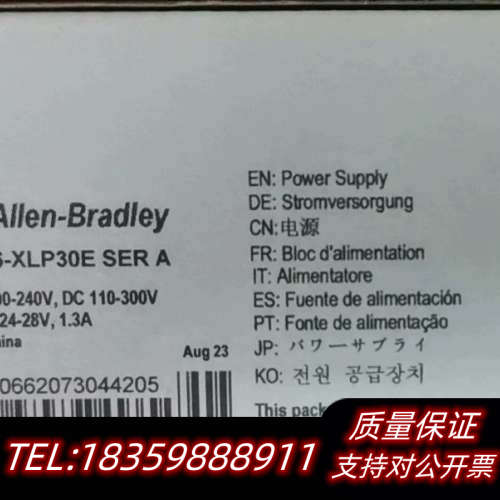 Allen-Bradley
6-XLP30E SER A
00-240V, DC 110-300V
24-28V, 1.3A
hina
Aug 23
0662073044205
EN: Power Supply
DE: Stromversorgung
CN:电源
FR: Bloc d'alimentation
IT: Alimentatore
ES: Fuente de alimentación
PT: Fonte de alimentação
JP: パワーサプライ
KO: 전원 공급장치
This pack
TEL:18359888911
质量保证
支持对公开票